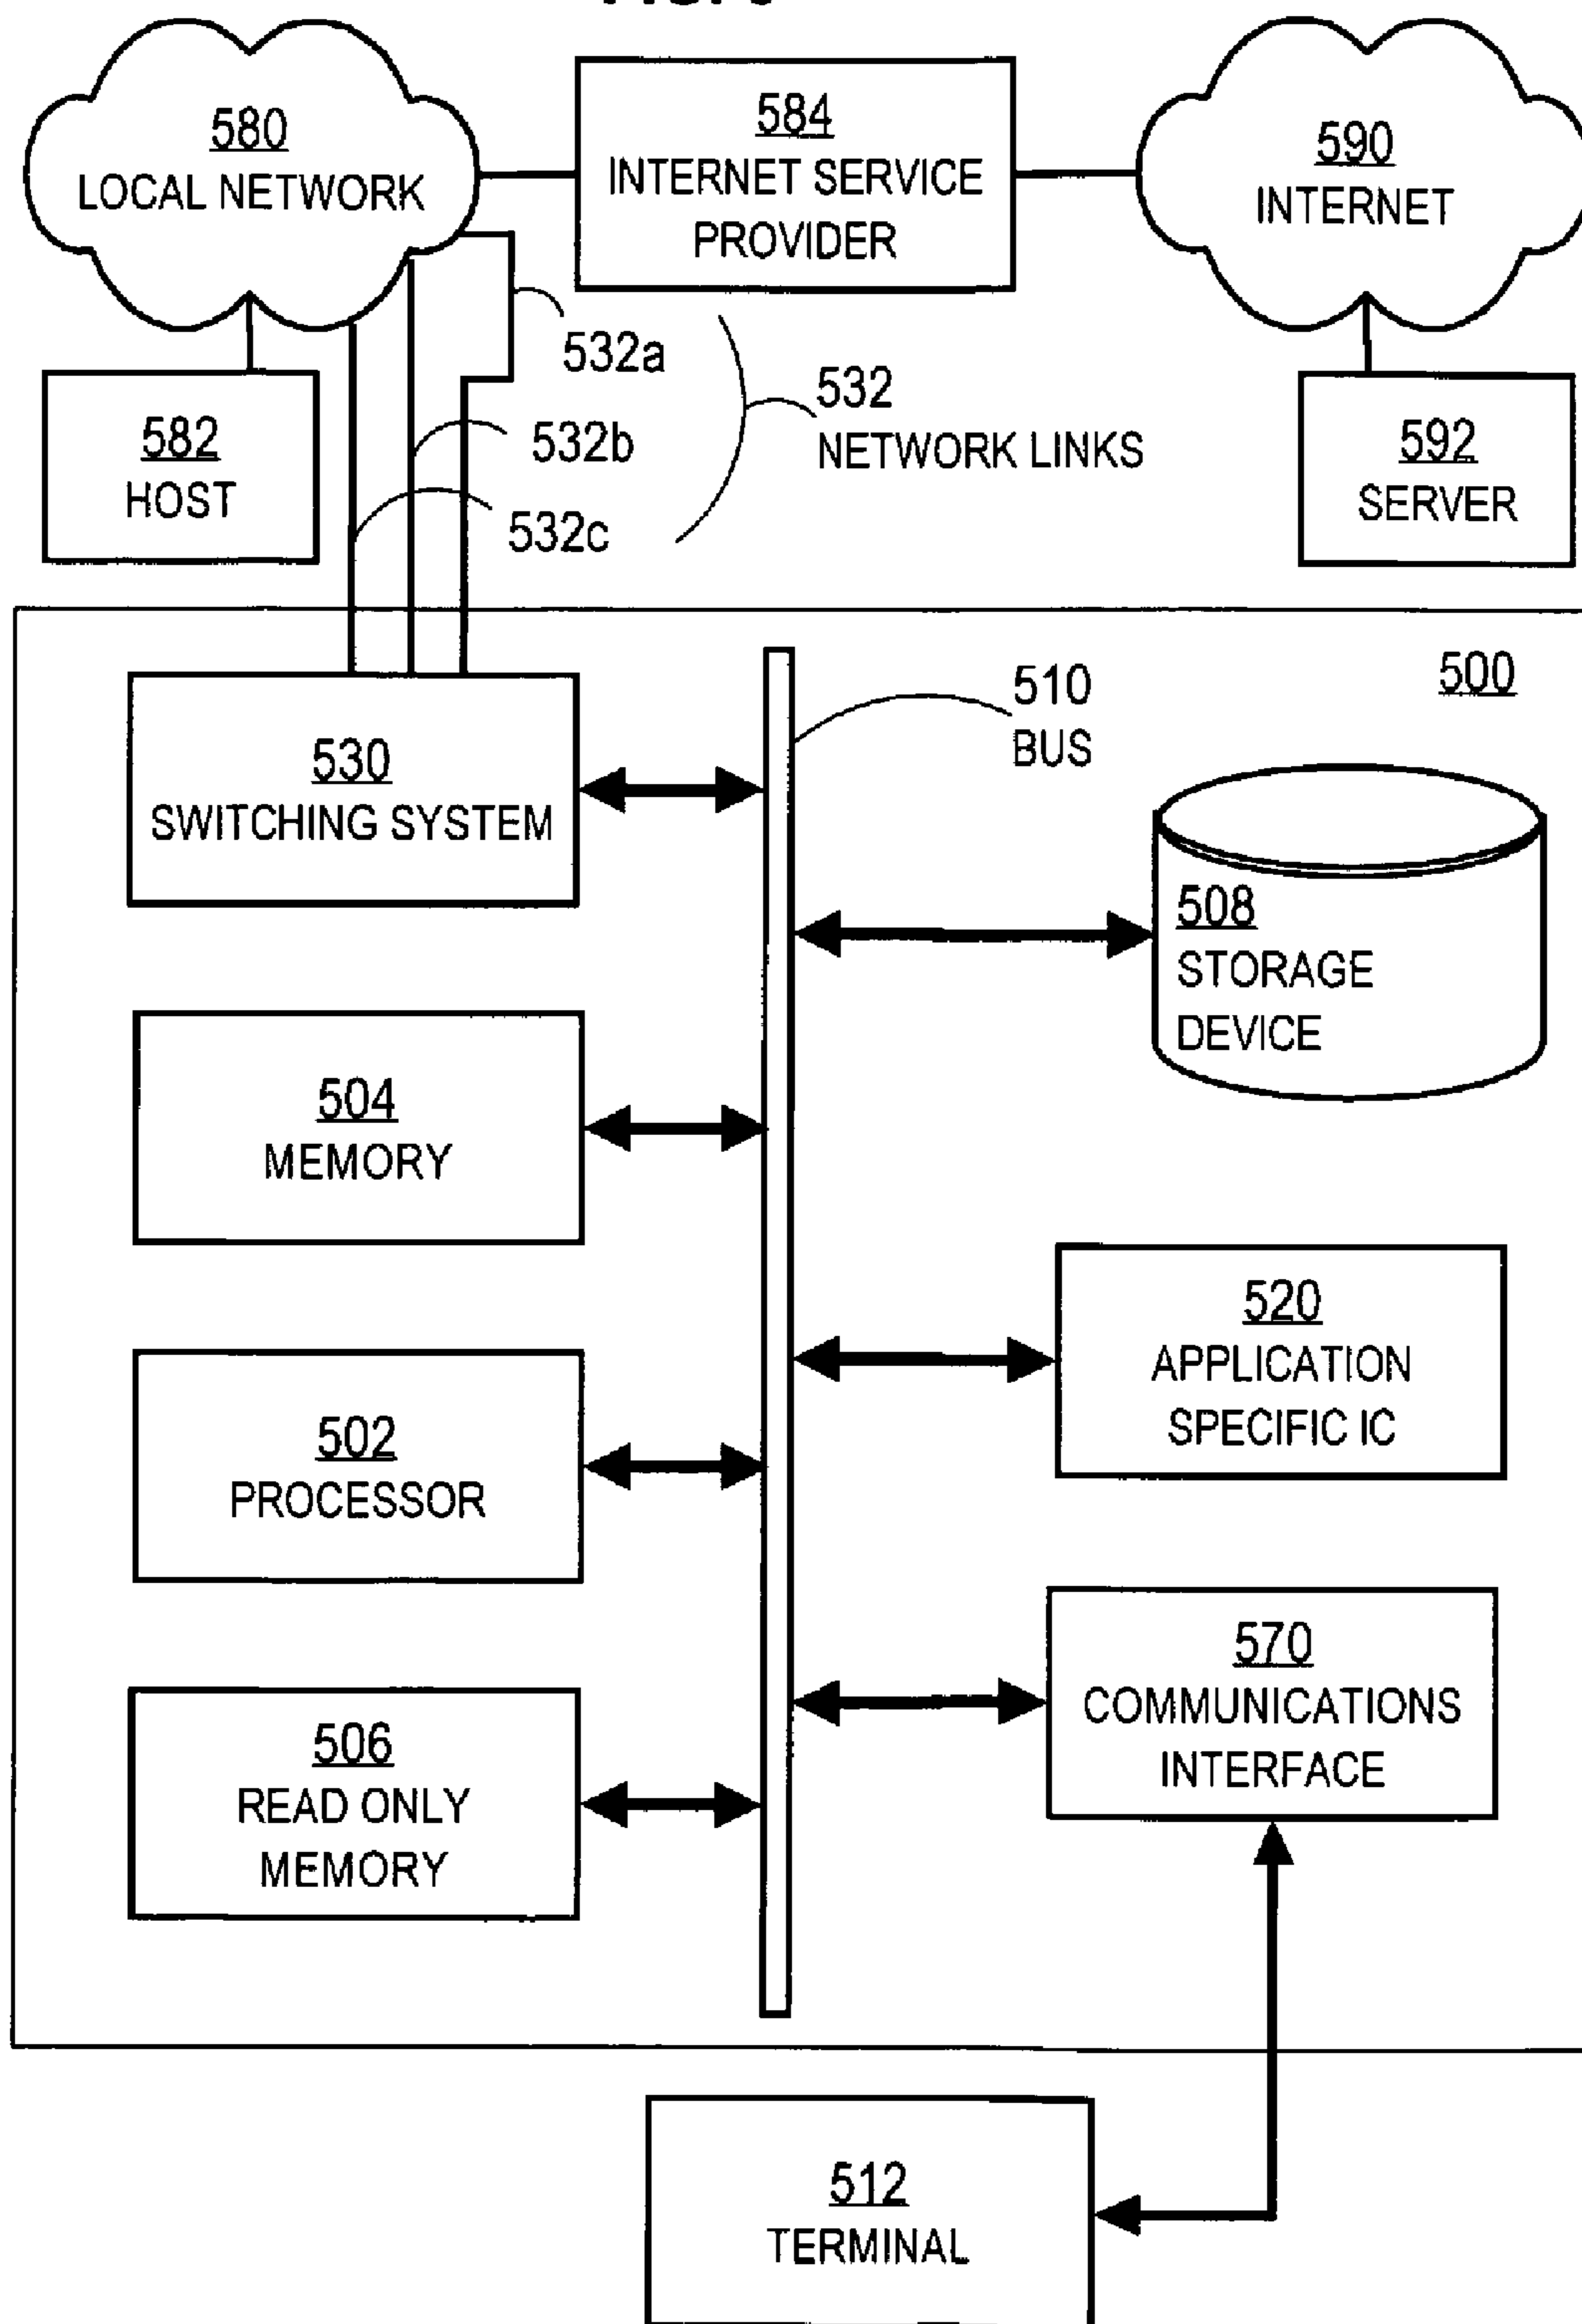 580
LOCAL NETWORK
584
INTERNET SERVICE
PROVIDER
590
INTERNET
532a
532
NETWORK LINKS
532b
532c
582
HOST
592
SERVER
500
510
BUS
530
SWITCHING SYSTEM
508
STORAGE
DEVICE
504
MEMORY
520
APPLICATION
SPECIFIC IC
502
PROCESSOR
570
COMMUNICATIONS
INTERFACE
506
READ ONLY
MEMORY
512
TERMINAL